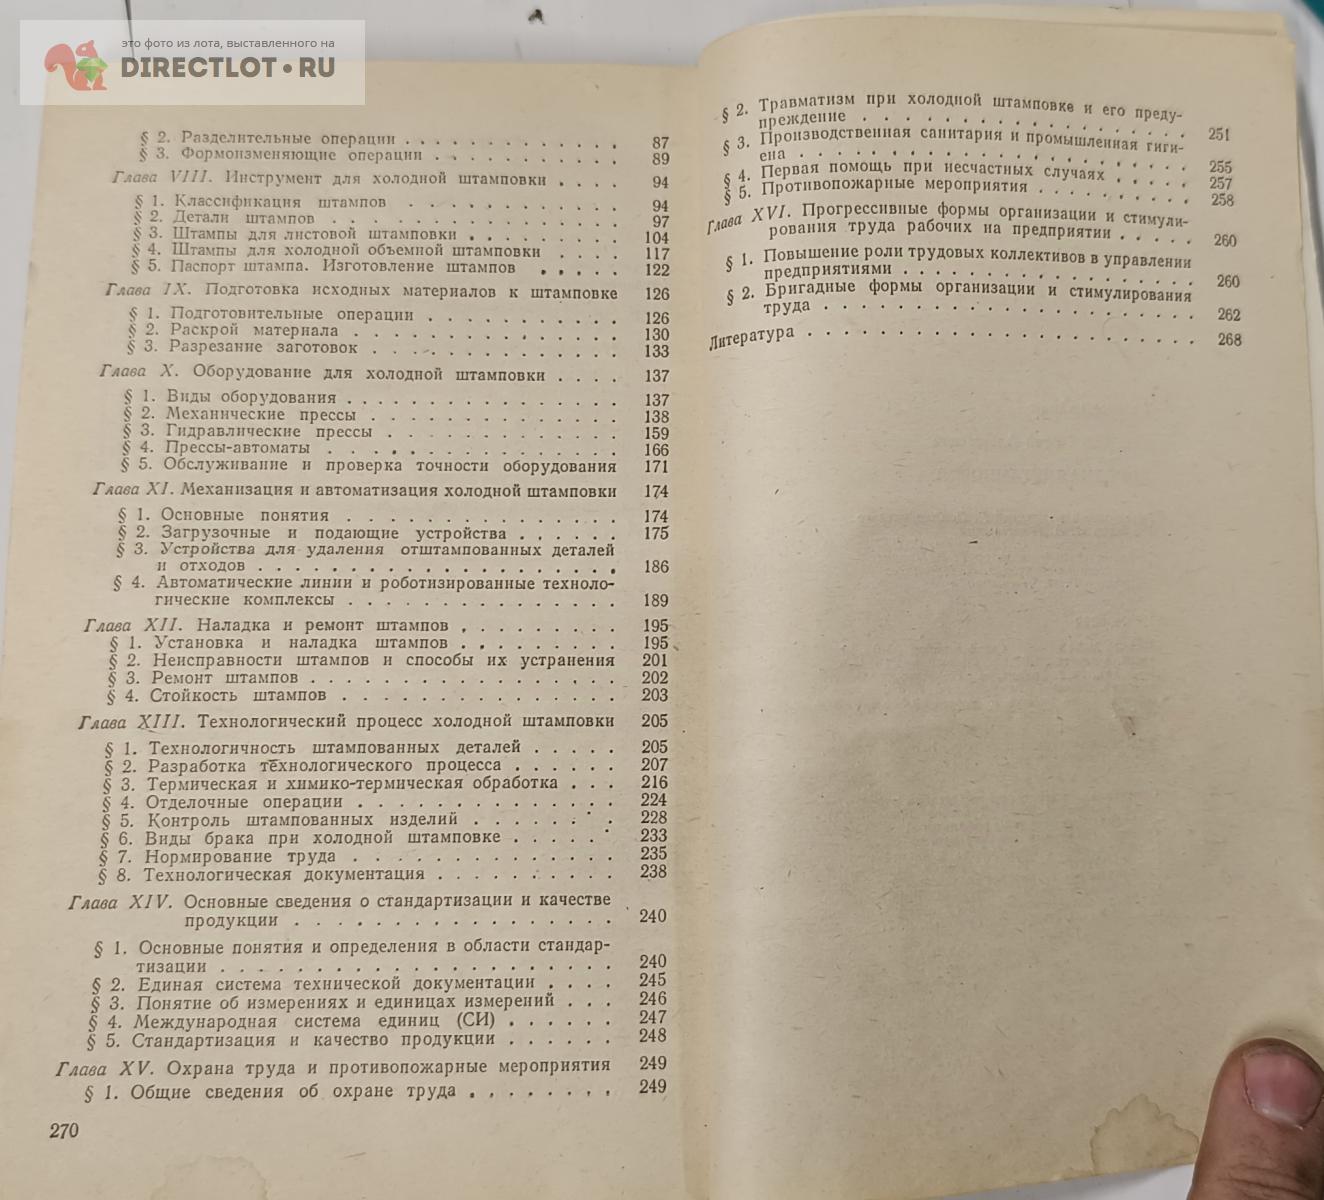 это фото из лота, выставленного на
DIRECTLOT•RU
§ 2. Разделительные операции . . . . . . . . . . . . 87
§ 3. Формоизменяющие операции . . . . . . . . . . . 89
Глава VIII. Инструмент для холодной штамповки . . . . 94
§ 1. Классификация штампов . . . . . . . . . . . . 94
§ 2. Детали штампов . . . . . . . . . . . . . . . 97
§ 3. Штампы для листовой штамповки . . . . . . . . . 104
§ 4. Штампы для холодной объемной штамповки . . . . 117
§ 5. Паспорт штампа. Изготовление штампов . . . . . 122
Глава IX. Подготовка исходных материалов к штамповке 126
§ 1. Подготовительные операции . . . . . . . . . . . 126
§ 2. Раскрой материала . . . . . . . . . . . . . . 130
§ 3. Разрезание заготовок . . . . . . . . . . . . . 133
Глава X. Оборудование для холодной штамповки . . . . 137
§ 1. Виды оборудования . . . . . . . . . . . . . . . 137
§ 2. Механические прессы . . . . . . . . . . . . . . 138
§ 3. Гидравлические прессы . . . . . . . . . . . . . 159
§ 4. Прессы-автоматы . . . . . . . . . . . . . . . 166
§ 5. Обслуживание и проверка точности оборудования 171
Глава XI. Механизация и автоматизация холодной штамповки 174
§ 1. Основные понятия . . . . . . . . . . . . . . . 174
§ 2. Загрузочные и подающие устройства . . . . . . 175
§ 3. Устройства для удаления отштампованных деталей
и отходов . . . . . . . . . . . . . . . . . . . . 186
§ 4. Автоматические линии и роботизированные техноло-
гические комплексы . . . . . . . . . . . . . . . 189
Глава XII. Наладка и ремонт штампов . . . . . . . . . 195
§ 1. Установка и наладка штампов . . . . . . . . . 195
§ 2. Неисправности штампов и способы их устранения 201
§ 3. Ремонт штампов . . . . . . . . . . . . . . . . . 202
§ 4. Стойкость штампов . . . . . . . . . . . . . . . 203
Глава XIII. Технологический процесс холодной штамповки 205
§ 1. Технологичность штампованных деталей . . . . . 205
§ 2. Разработка технологического процесса . . . . . . 207
§ 3. Термическая и химико-термическая обработка . . . 216
§ 4. Отделочные операции . . . . . . . . . . . . . . 224
§ 5. Контроль штампованных изделий . . . . . . . . 228
§ 6. Виды брака при холодной штамповке . . . . . . 233
§ 7. Нормирование труда . . . . . . . . . . . . . . 235
§ 8. Технологическая документация . . . . . . . . . . 238
Глава XIV. Основные сведения о стандартизации и качестве
продукции . . . . . . . . . . . . . . . . . 240
§ 1. Основные понятия и определения в области стандар-
тизации . . . . . . . . . . . . . . . . . . . . . 240
§ 2. Единая система технической документации . . . . 245
§ 3. Понятие об измерениях и единицах измерений . . . 246
§ 4. Международная система единиц (СИ) . . . . . . 247
§ 5. Стандартизация и качество продукции . . . . . . 248
Глава XV. Охрана труда и противопожарные мероприятия 249
§ 1. Общие сведения об охране труда . . . . . . . . 249
270
§ 2. Травматизм при холодной штамповке и его преду-
преждение . . . . . . . . . . . . . . . . . . 251
§ 3. Производственная санитария и промышленная гиги-
ена . . . . . . . . . . . . . . . . . . . . . 255
§ 4. Первая помощь при несчастных случаях . . . . . 257
§ 5. Противопожарные мероприятия . . . . . . . . . 258
Глава XVI. Прогрессивные формы организации и стимули-
рования труда рабочих на предприятии . . . . . 260
§ 1. Повышение роли трудовых коллективов в управлении
предприятиями . . . . . . . . . . . . . . . . 260
§ 2. Бригадные формы организации и стимулирования
труда . . . . . . . . . . . . . . . . . . . . . 262
Литература . . . . . . . . . . . . . . . . . . . . . 268